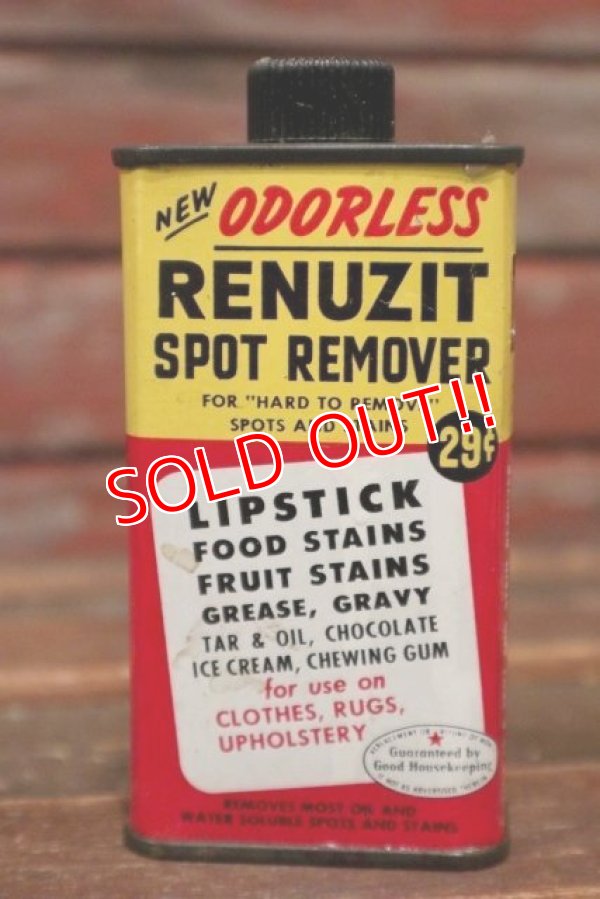 NEW ODORLESS
RENUZIT
SPOT REMOVER
FOR "HARD TO REMOVE"
SPOTS AND STAINS
29¢
SOLD OUT!!
LIPSTICK
FOOD STAINS
FRUIT STAINS
GREASE, GRAVY
TAR & OIL, CHOCOLATE
ICE CREAM, CHEWING GUM
for use on
CLOTHES, RUGS,
UPHOLSTERY
Guaranteed by
Good Housekeeping
REMOVES MOST OIL AND
WATER SOLUBLE SPOTS AND STAINS